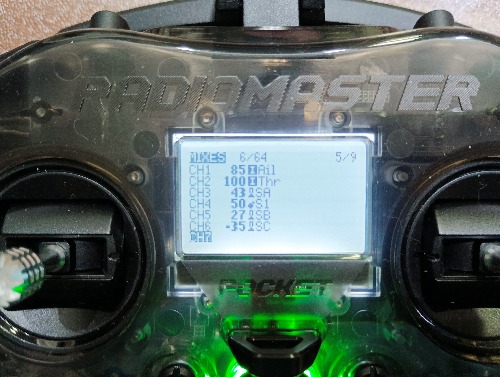 RADIOMASTER
MIXES 6/64 5/9
CH1 85 Ail
CH2 100 Thr
CH3 43 SA
CH4 50 S1
CH5 27 SB
CH6 -35 SC
CH7
POCKET